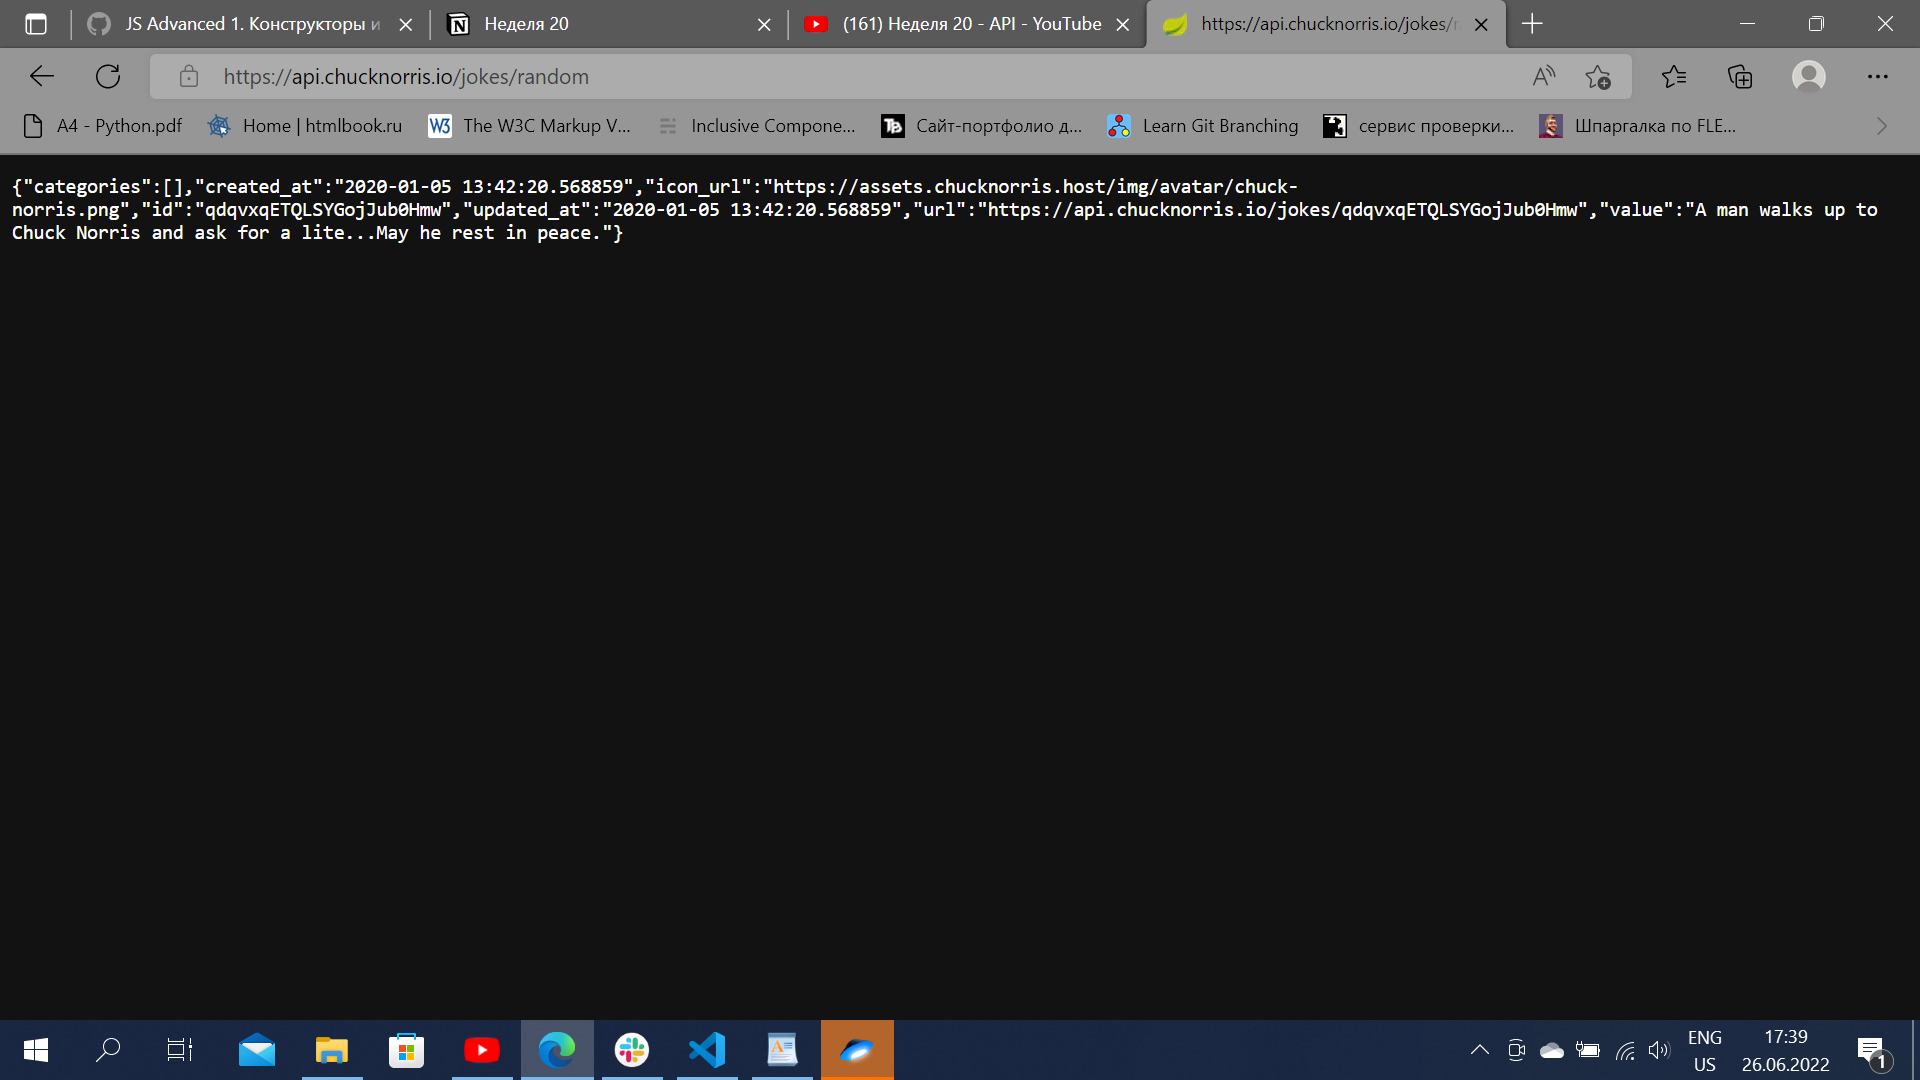 JS Advanced 1. Конструкторы и
Неделя 20
(161) Неделя 20 - API - YouTube
https://api.chucknorris.io/jokes/r
https://api.chucknorris.io/jokes/random
A4 - Python.pdf
Home | htmlbook.ru
The W3C Markup V...
Inclusive Compone...
Сайт-портфолио д...
Learn Git Branching
сервис проверки...
Шпаргалка по FLE...
{"categories":[],"created_at":"2020-01-05 13:42:20.568859","icon_url":"https://assets.chucknorris.host/img/avatar/chuck-
norris.png","id":"qdqvxqETQLSYGojJub0Hmw","updated_at":"2020-01-05 13:42:20.568859","url":"https://api.chucknorris.io/jokes/qdqvxqETQLSYGojJub0Hmw","value":"A man walks up to
Chuck Norris and ask for a lite...May he rest in peace."}
ENG
US
17:39
26.06.2022
1